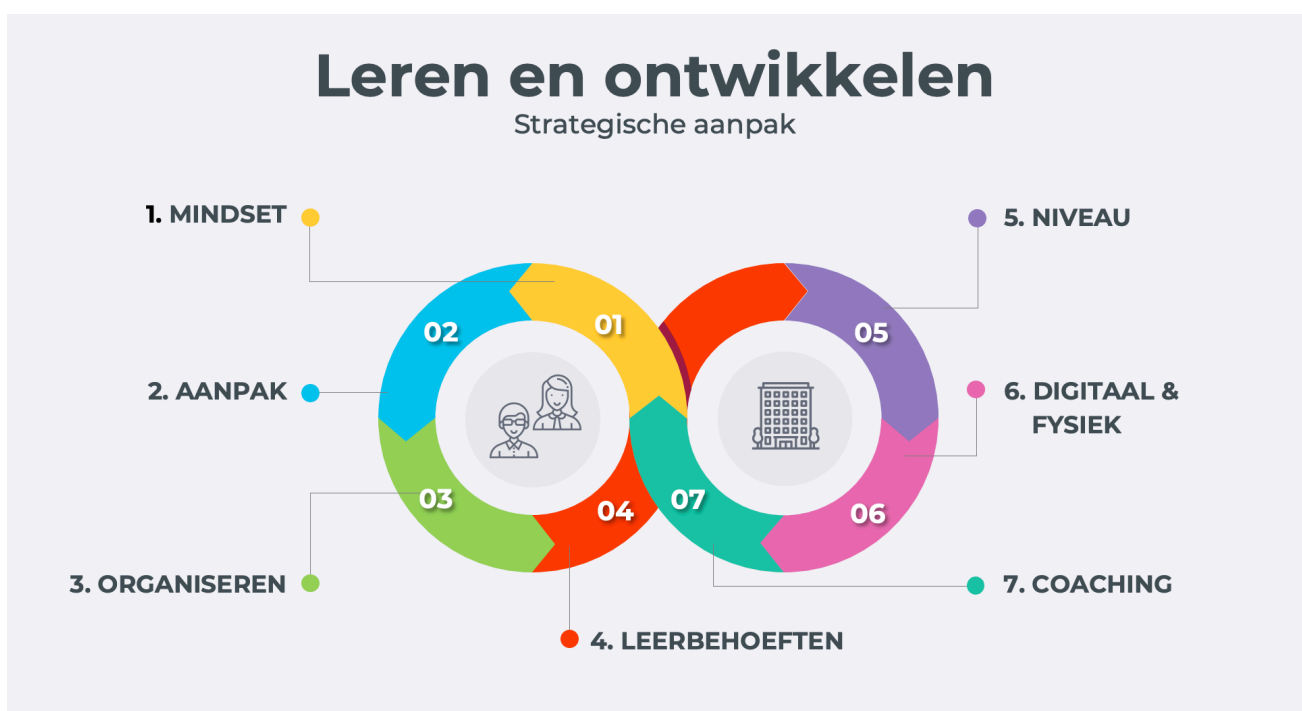 Leren en ontwikkelen
Strategische aanpak
1. MINDSET
2. AANPAK
3. ORGANISEREN
4. LEERBEHOEFTEN
5. NIVEAU
6. DIGITAAL &
FYSIEK
7. COACHING
01
02
03
04
05
06
07